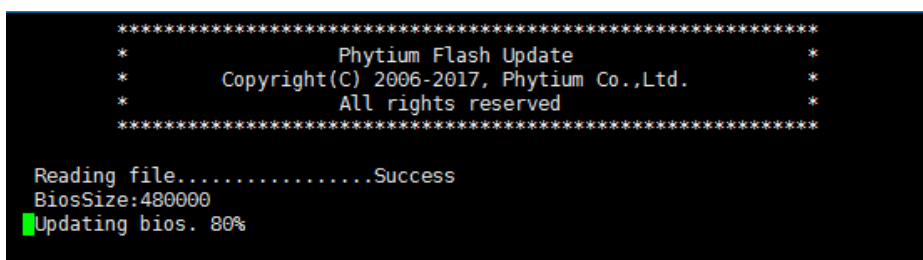 ************************************************************
* Phytium Flash Update *
* Copyright(C) 2006-2017, Phytium Co.,Ltd. *
* All rights reserved *
************************************************************
Reading file.................Success
BiosSize:480000
Updating bios. 80%